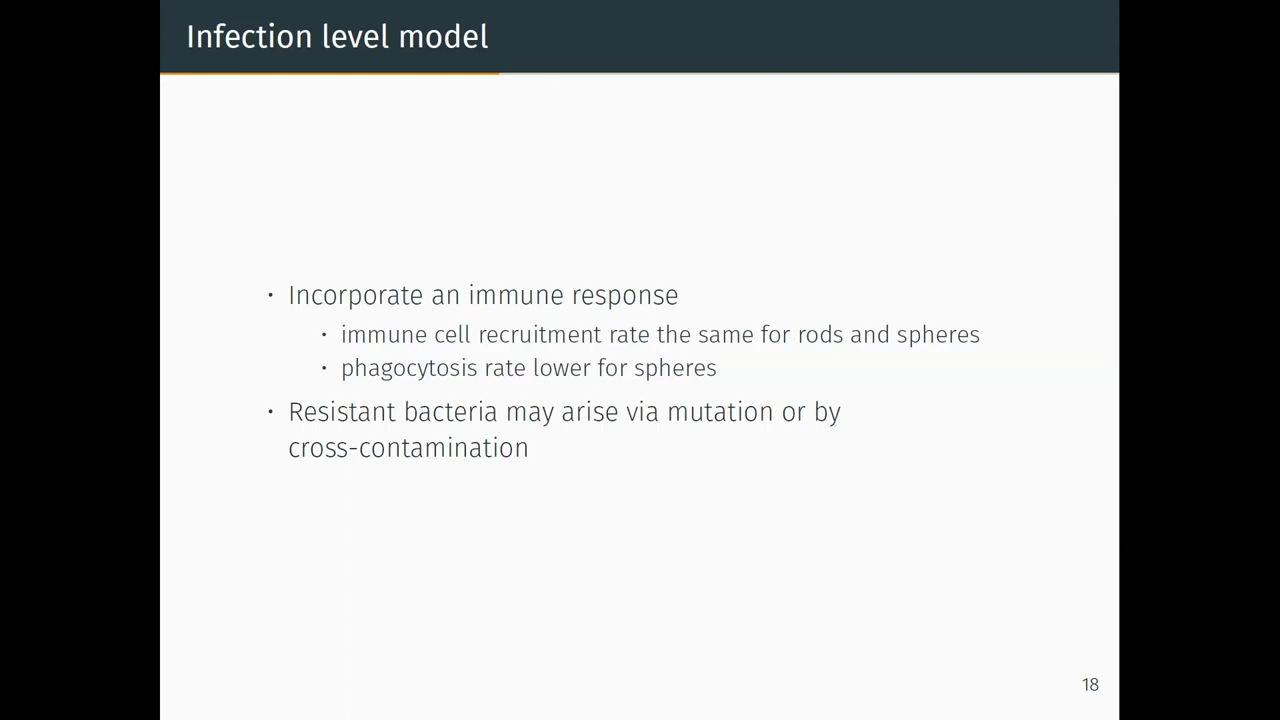 Infection level model
• Incorporate an immune response
• immune cell recruitment rate the same for rods and spheres
• phagocytosis rate lower for spheres
• Resistant bacteria may arise via mutation or by
cross-contamination
18